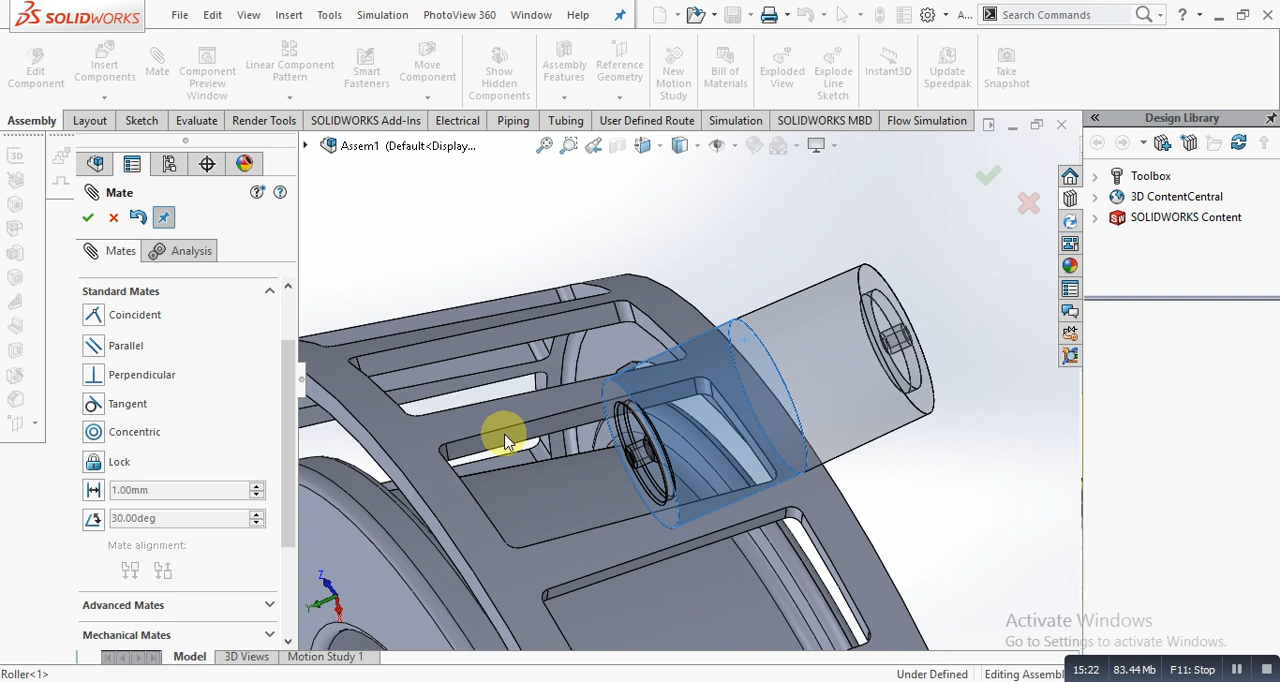 SOLIDWORKS File Edit View Insert Tools Simulation PhotoView 360 Window Help A... Search Commands
Edit Component
Insert Components
Mate
Component Preview Window
Linear Component Pattern
Smart Fasteners
Move Component
Show Hidden Components
Assembly Features
Reference Geometry
New Motion Study
Bill of Materials
Exploded View
Explode Line Sketch
Instant3D
Update Speedpak
Take Snapshot
Assembly Layout Sketch Evaluate Render Tools SOLIDWORKS Add-Ins Electrical Piping Tubing User Defined Route Simulation SOLIDWORKS MBD Flow Simulation
Design Library
Assem1 (Default<Display...
Toolbox
3D ContentCentral
SOLIDWORKS Content
Mate
Mates Analysis
Standard Mates
Coincident
Parallel
Perpendicular
Tangent
Concentric
Lock
1.00mm
30.00deg
Mate alignment:
Advanced Mates
Mechanical Mates
Z
Y
X
Activate Windows
Go to Settings to activate Windows.
Model 3D Views Motion Study 1
Roller<1> Under Defined Editing Assembl
15:22 83.44 Mb F11: Stop